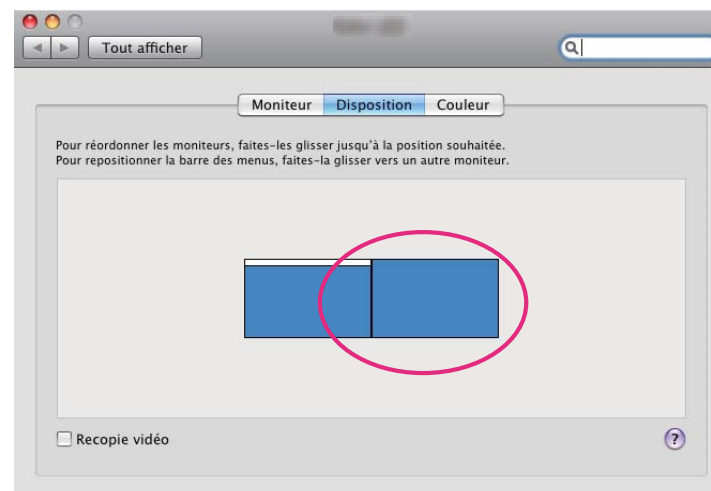 Tout afficher
Moniteur Disposition Couleur
Pour réordonner les moniteurs, faites-les glisser jusqu'à la position souhaitée.
Pour repositionner la barre des menus, faites-la glisser vers un autre moniteur.
Recopie vidéo
?